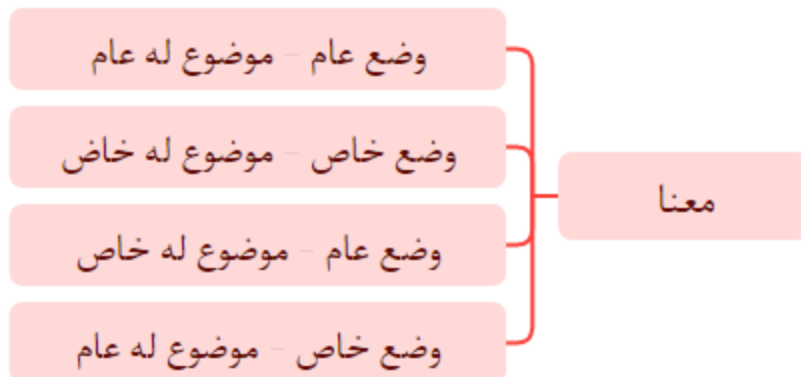 معنا
وضع عام - موضوع له عام
وضع خاص - موضوع له خاض
وضع عام - موضوع له خاص
وضع خاص - موضوع له عام